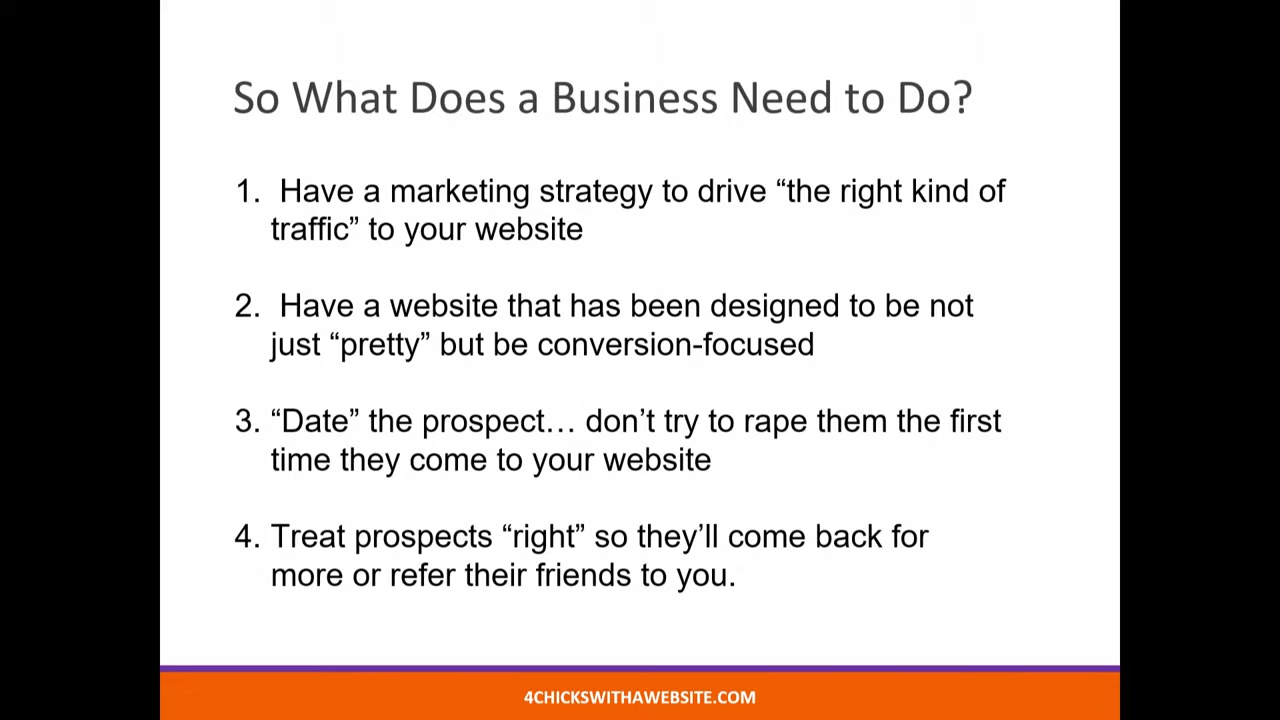 So What Does a Business Need to Do?
1. Have a marketing strategy to drive “the right kind of
traffic” to your website
2. Have a website that has been designed to be not
just “pretty” but be conversion-focused
3. “Date” the prospect… don’t try to rape them the first
time they come to your website
4. Treat prospects “right” so they’ll come back for
more or refer their friends to you.
4CHICKSWITHAWEBSITE.COM